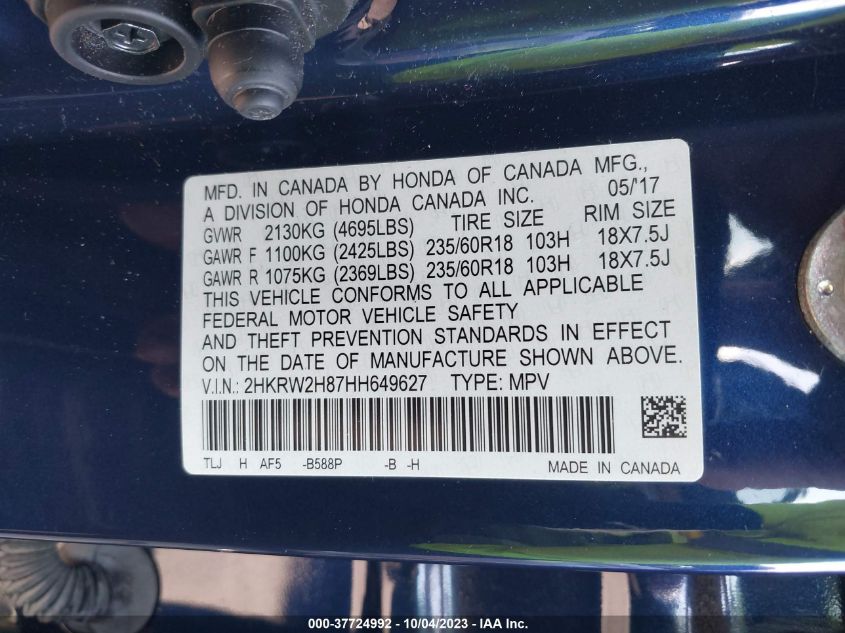 MFD. IN CANADA BY HONDA OF CANADA MFG.,
A DIVISION OF HONDA CANADA INC. 05/'17
GVWR 2130KG (4695LBS) TIRE SIZE RIM SIZE
GAWR F 1100KG (2425LBS) 235/60R18 103H 18X7.5J
GAWR R 1075KG (2369LBS) 235/60R18 103H 18X7.5J
THIS VEHICLE CONFORMS TO ALL APPLICABLE
FEDERAL MOTOR VEHICLE SAFETY
AND THEFT PREVENTION STANDARDS IN EFFECT
ON THE DATE OF MANUFACTURE SHOWN ABOVE.
V.I.N.: 2HKRW2H87HH649627 TYPE: MPV
TLJ H AF5 -B588P -B -H MADE IN CANADA
000-37724992 - 10/04/2023 - IAA Inc.